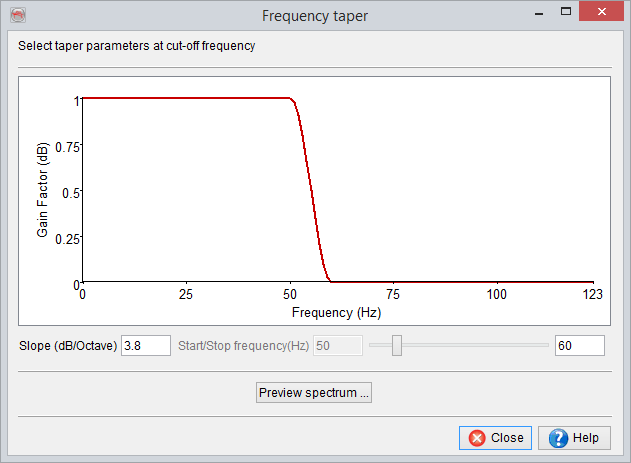 Frequency taper
Select taper parameters at cut-off frequency
1
0.75
0.5
0.25
0
Gain Factor (dB)
0 25 50 75 100 123
Frequency (Hz)
Slope (dB/Octave) 3.8 Start/Stop frequency(Hz) 50 60
Preview spectrum ...
Close Help